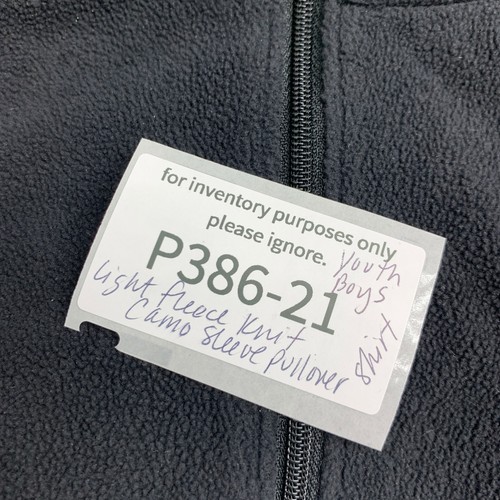 for inventory purposes only
please ignore.
P386-21
Youth
Boys
shirt
Light fleece Knit
Camo Sleeve Pullover